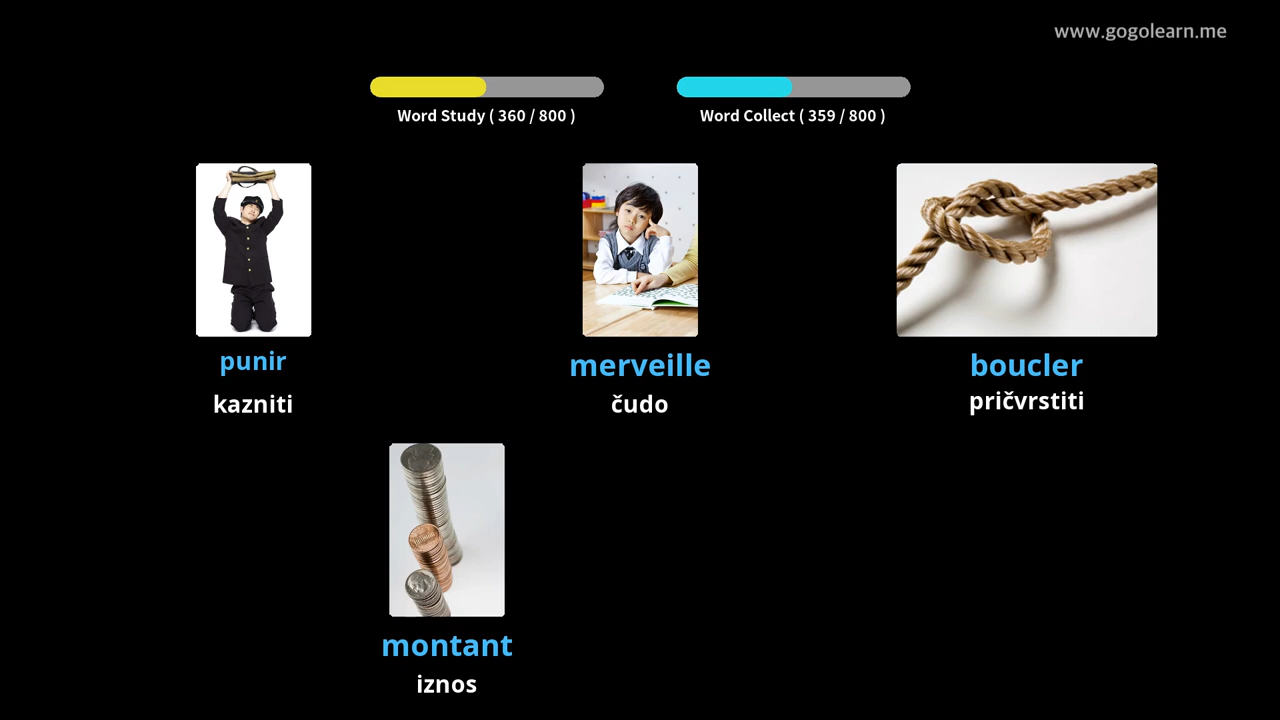 www.gogolearn.me
Word Study ( 360 / 800 )
Word Collect ( 359 / 800 )
punir
kazniti
merveille
čudo
boucler
pričvrstiti
montant
iznos